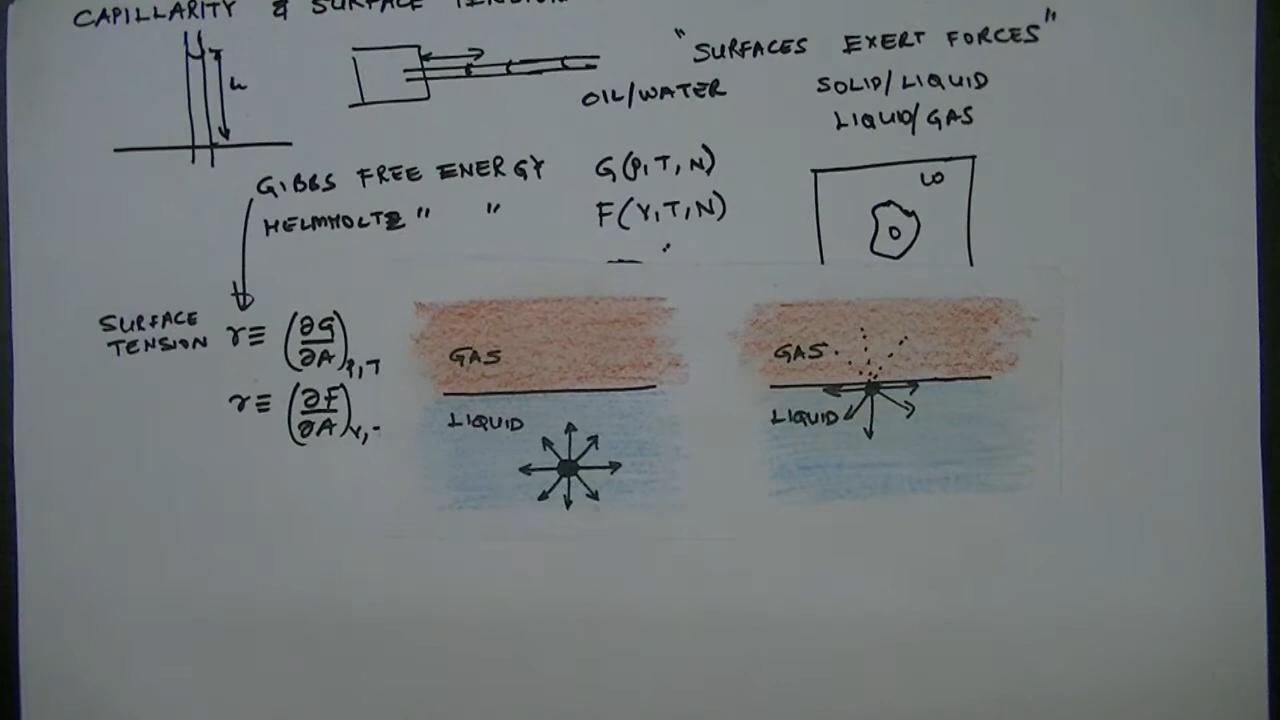 CAPILLARITY & SURFACE TENSION
"SURFACES EXERT FORCES"
h
OIL/WATER SOLID/LIQUID
LIQUID/GAS
GIBBS FREE ENERGY G(P,T,N)
HELMHOLTZ " " F(V,T,N)
SURFACE TENSION γ≡ (∂G/∂A)P,T
γ≡ (∂F/∂A)V,
GAS
LIQUID
GAS
LIQUID